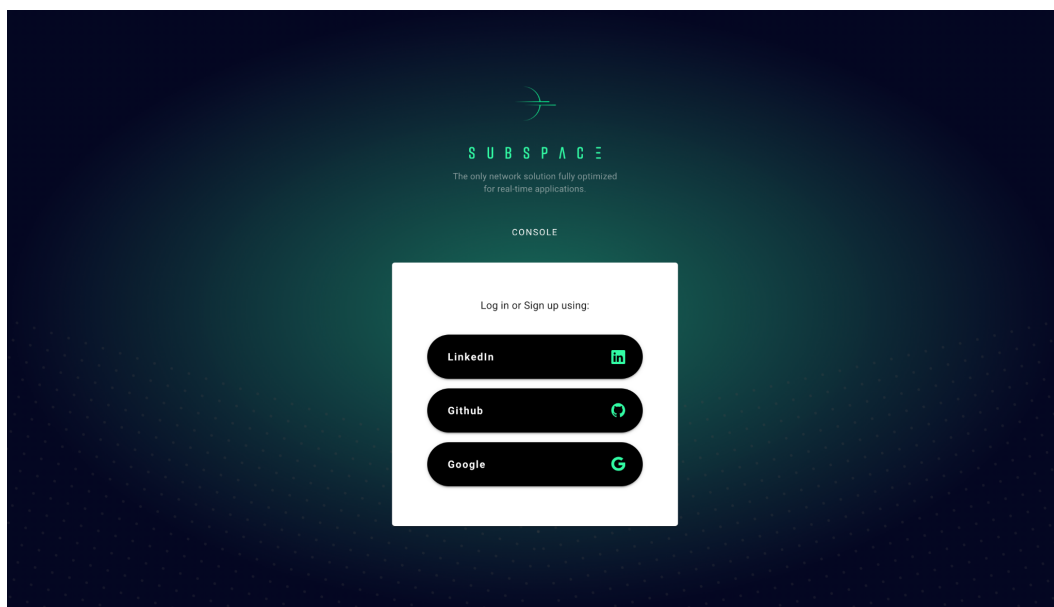 SUBSPACE
The only network solution fully optimized
for real-time applications.
CONSOLE
Log in or Sign up using:
LinkedIn
Github
Google